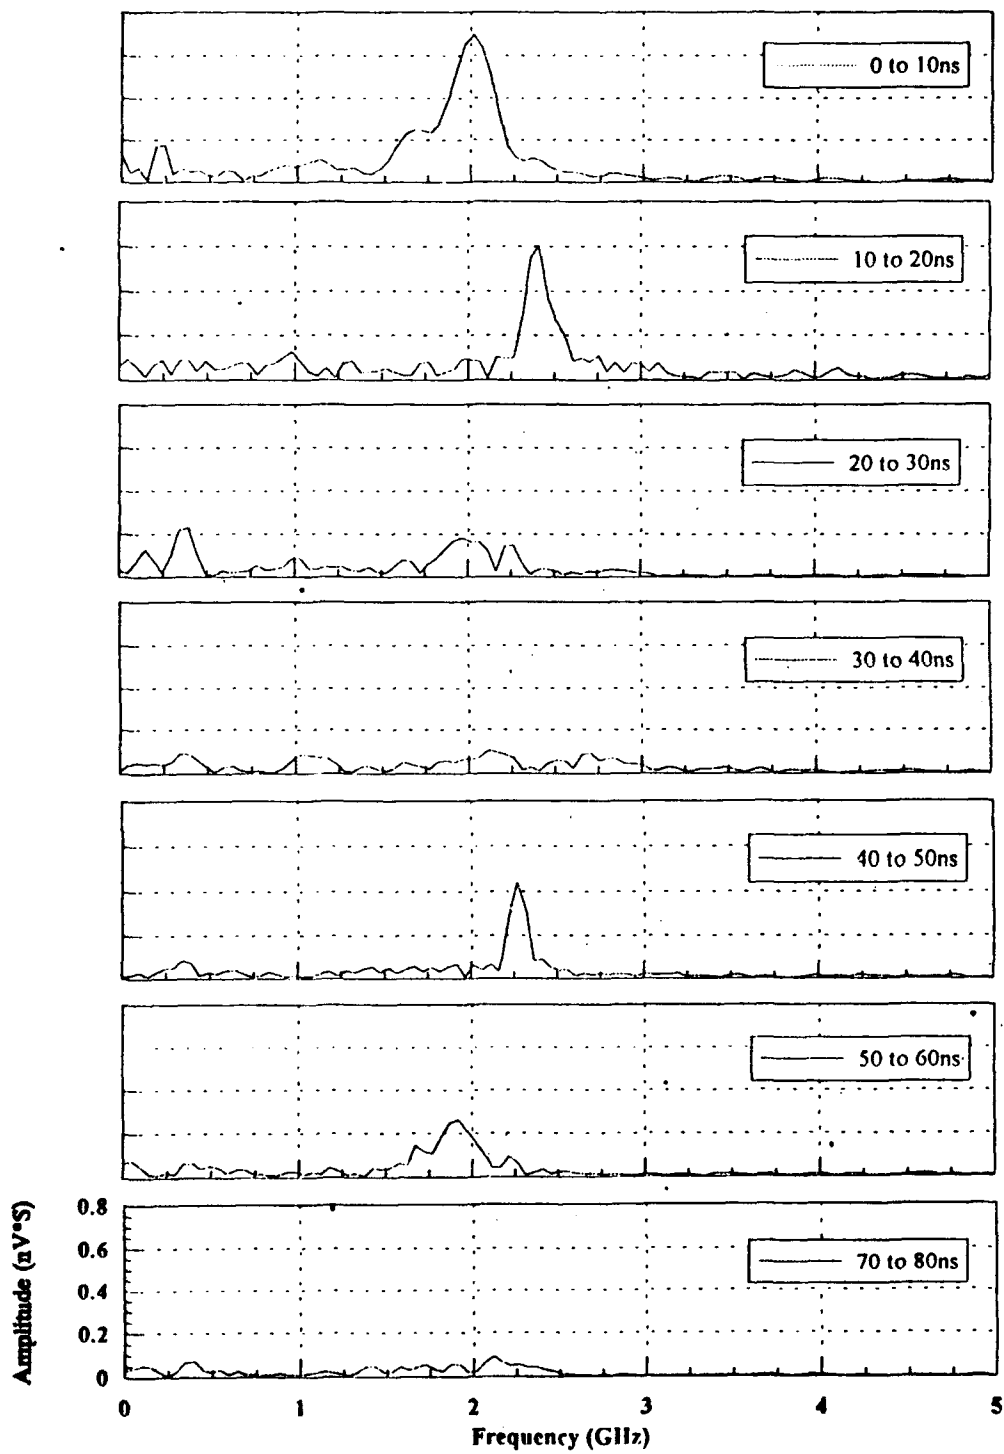 0 to 10ns
10 to 20ns
20 to 30ns
30 to 40ns
40 to 50ns
50 to 60ns
70 to 80ns
Amplitude (nV*S)
0.8
0.6
0.4
0.2
0
0 1 2 3 4 5
Frequency (GHz)